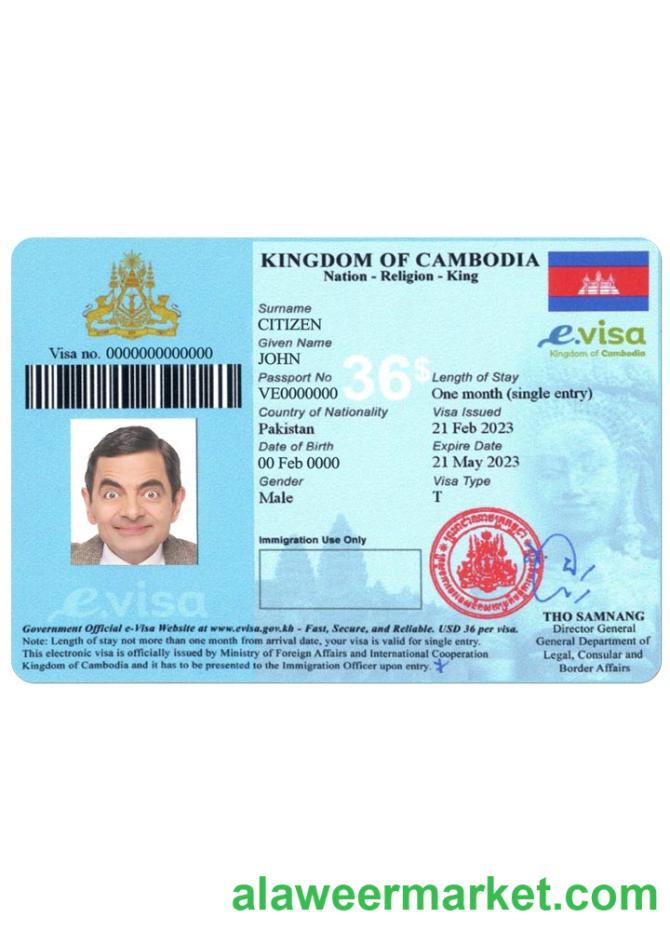 KINGDOM OF CAMBODIA
Nation - Religion - King
e.visa
Kingdom of Cambodia
Visa no. 0000000000000
Surname
CITIZEN
Given Name
JOHN
36$
Passport No
VE0000000
Length of Stay
One month (single entry)
Country of Nationality
Pakistan
Visa Issued
21 Feb 2023
Date of Birth
00 Feb 0000
Expire Date
21 May 2023
Gender
Male
Visa Type
T
Immigration Use Only
e.visa
Government Official e-Visa Website at www.evisa.gov.kh - Fast, Secure, and Reliable. USD 36 per visa.
Note: Length of stay not more than one month from arrival date, your visa is valid for single entry.
This electronic visa is officially issued by Ministry of Foreign Affairs and International Cooperation
Kingdom of Cambodia and it has to be presented to the Immigration Officer upon entry.
THO SAMNANG
Director General
General Department of
Legal, Consular and
Border Affairs
alaweermarket.com